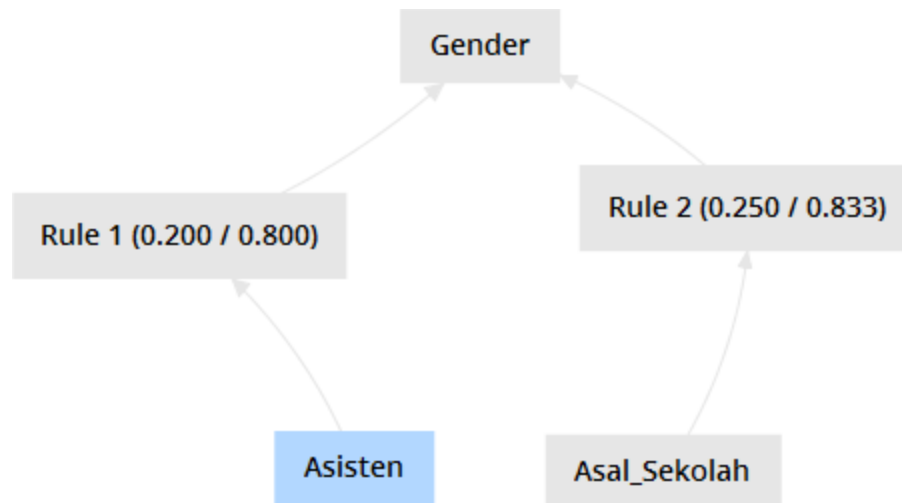 Gender
Rule 1 (0.200 / 0.800)
Rule 2 (0.250 / 0.833)
Asisten
Asal_Sekolah